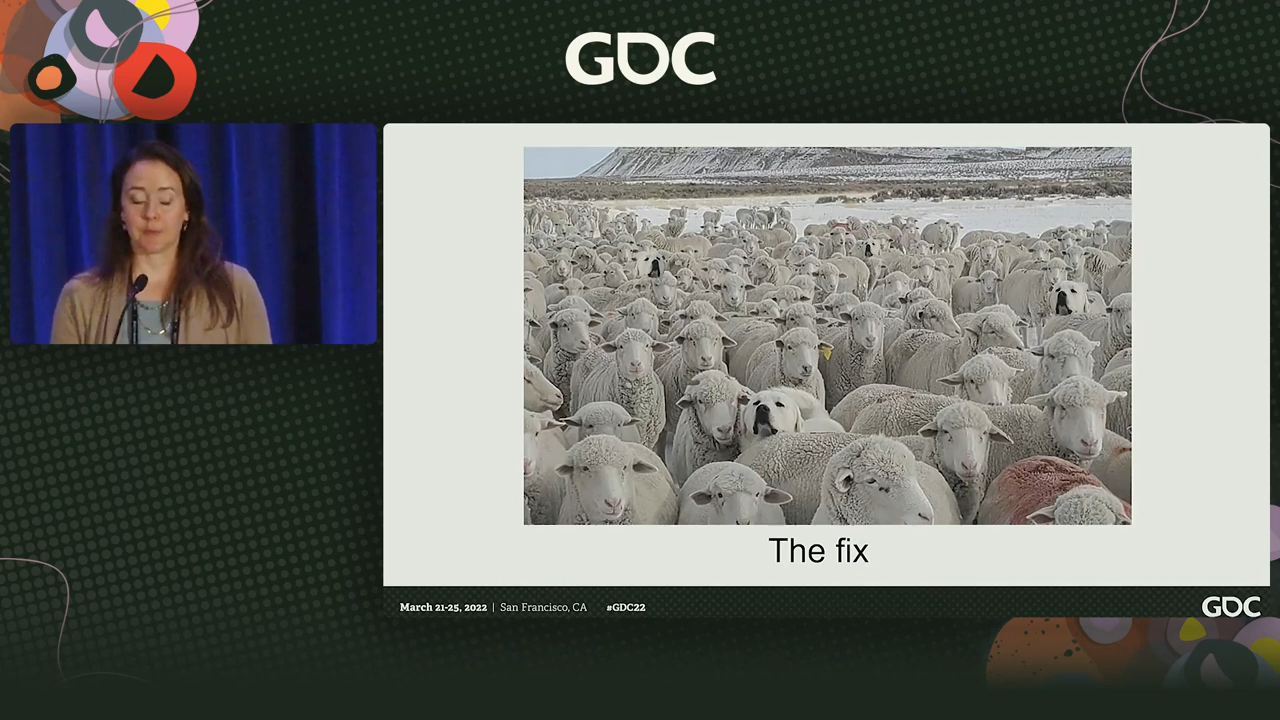 GDC
The fix
March 21-25, 2022 | San Francisco, CA #GDC22
GDC